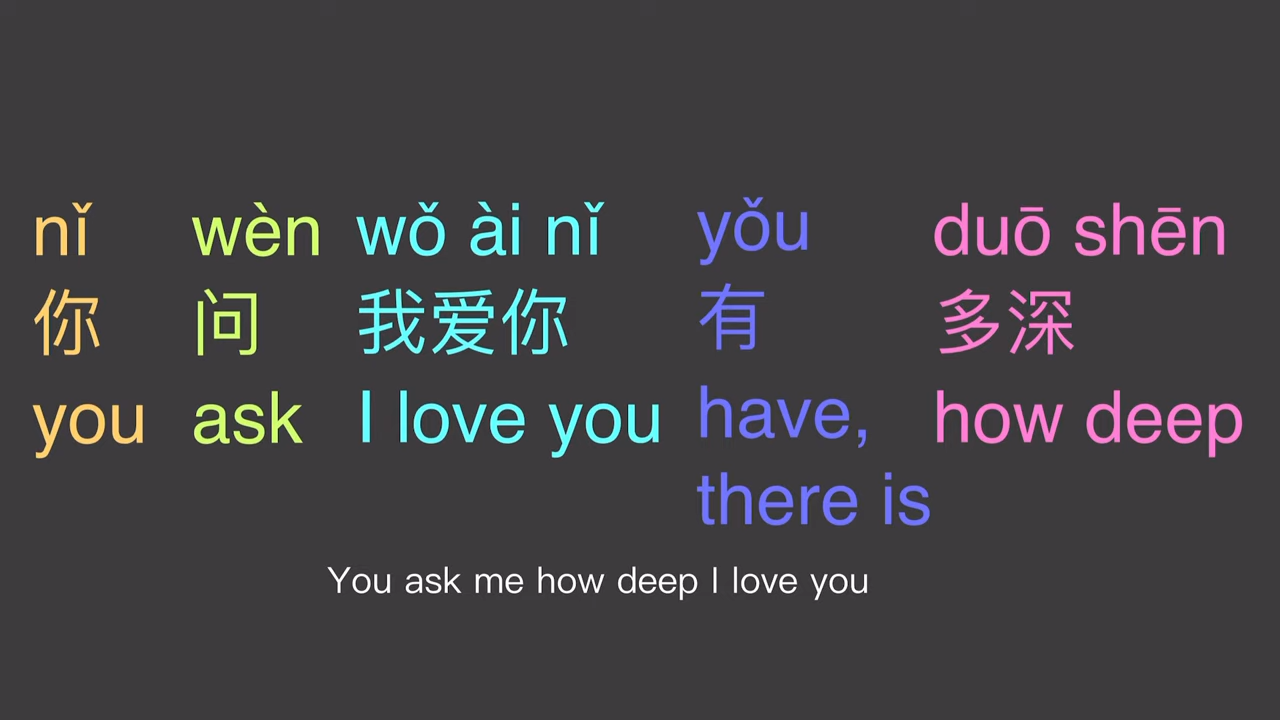 nǐ wèn wǒ ài nǐ yǒu duō shēn
你 问 我爱你 有 多深
you ask I love you have, how deep
there is
You ask me how deep I love you